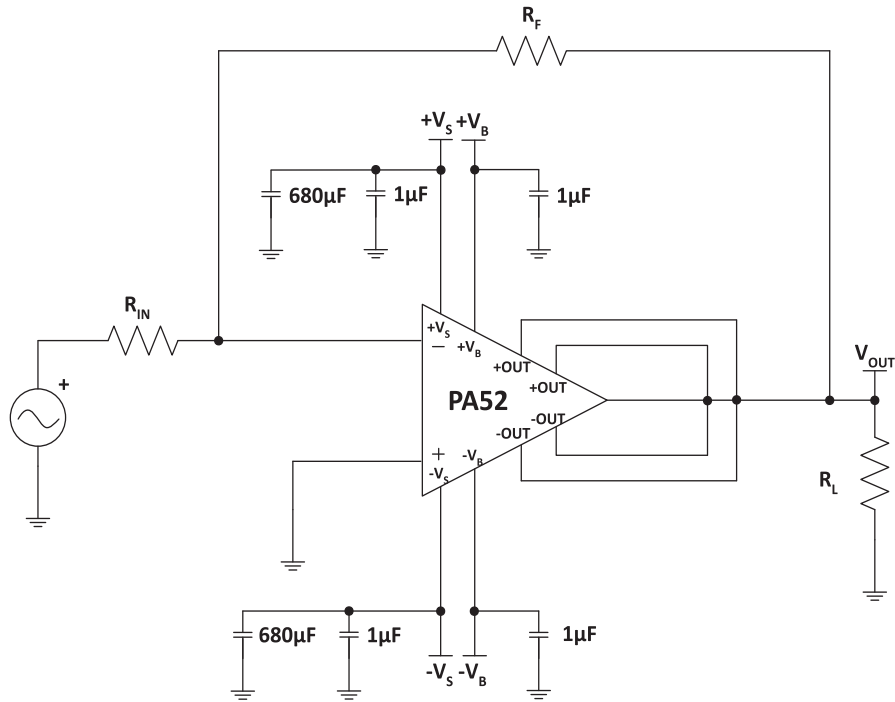 R_F
+V_S +V_B
680µF 1µF 1µF
R_IN
+V_S
− +V_B
+OUT
V_OUT
+
+OUT
PA52
-OUT
-OUT
+ -V_B
-V_S
R_L
680µF 1µF 1µF
-V_S -V_B